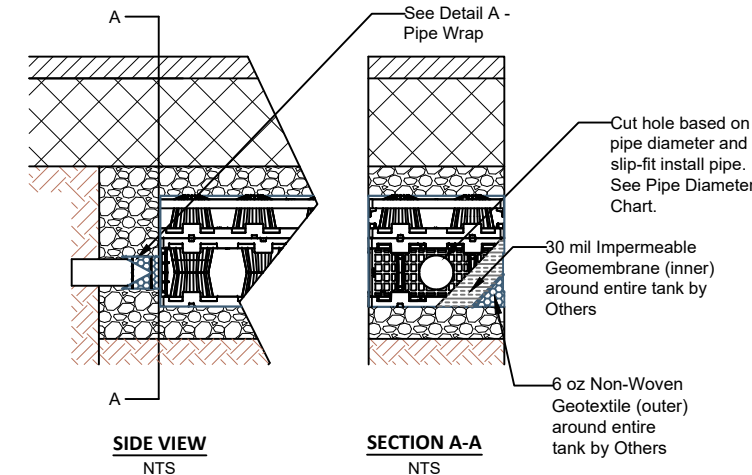 A
See Detail A -
Pipe Wrap
Cut hole based on
pipe diameter and
slip-fit install pipe.
See Pipe Diameter
Chart.
30 mil Impermeable
Geomembrane (inner)
around entire tank by
Others
6 oz Non-Woven
Geotextile (outer)
around entire
tank by Others
A
SIDE VIEW
NTS
SECTION A-A
NTS